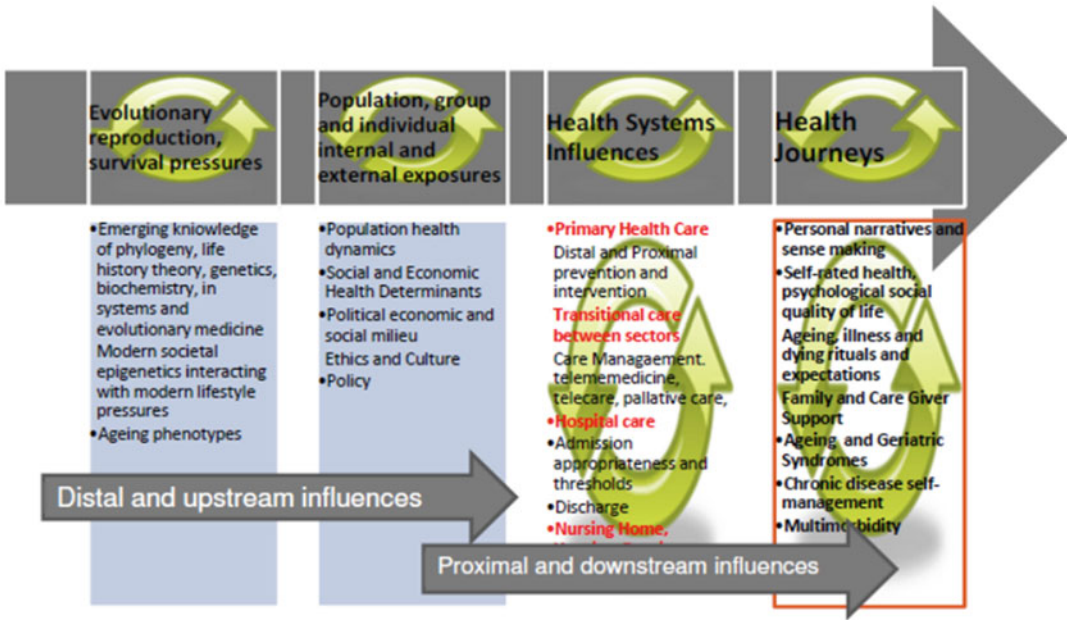 Evolutionary
reproduction,
survival pressures
Population, group
and individual
internal and
external exposures
Health Systems
Influences
Health
Journeys
•Emerging kniowledge
of phylogeny, life
history theory, genetics,
biochemistry, in
systems and
evolutionary medicine
Modern societal
epigenetics interacting
with modern lifestyle
pressures
•Ageing phenotypes
•Population health
dynamics
•Social and Economic
Health Determinants
•Political economic and
social milieu
Ethics and Culture
•Policy
•Primary Health Care
Distal and Proximal
prevention and
intervention
Transitional care
between sectors
Care Managaement.
telememedicine,
telecare, pallative care,
•Hospital care
•Admission
appropriateness and
thresholds
•Discharge
•Nursing Home,
•Personal narratives and
sense making
•Self-rated health,
psychological social
quality of life
Ageing, illness and
dying rituals and
expectations
Family and Care Giver
Support
•Ageing and Geriatric
Syndromes
•Chronic disease self-
management
•Multimorbidity
Distal and upstream influences
Proximal and downstream influences